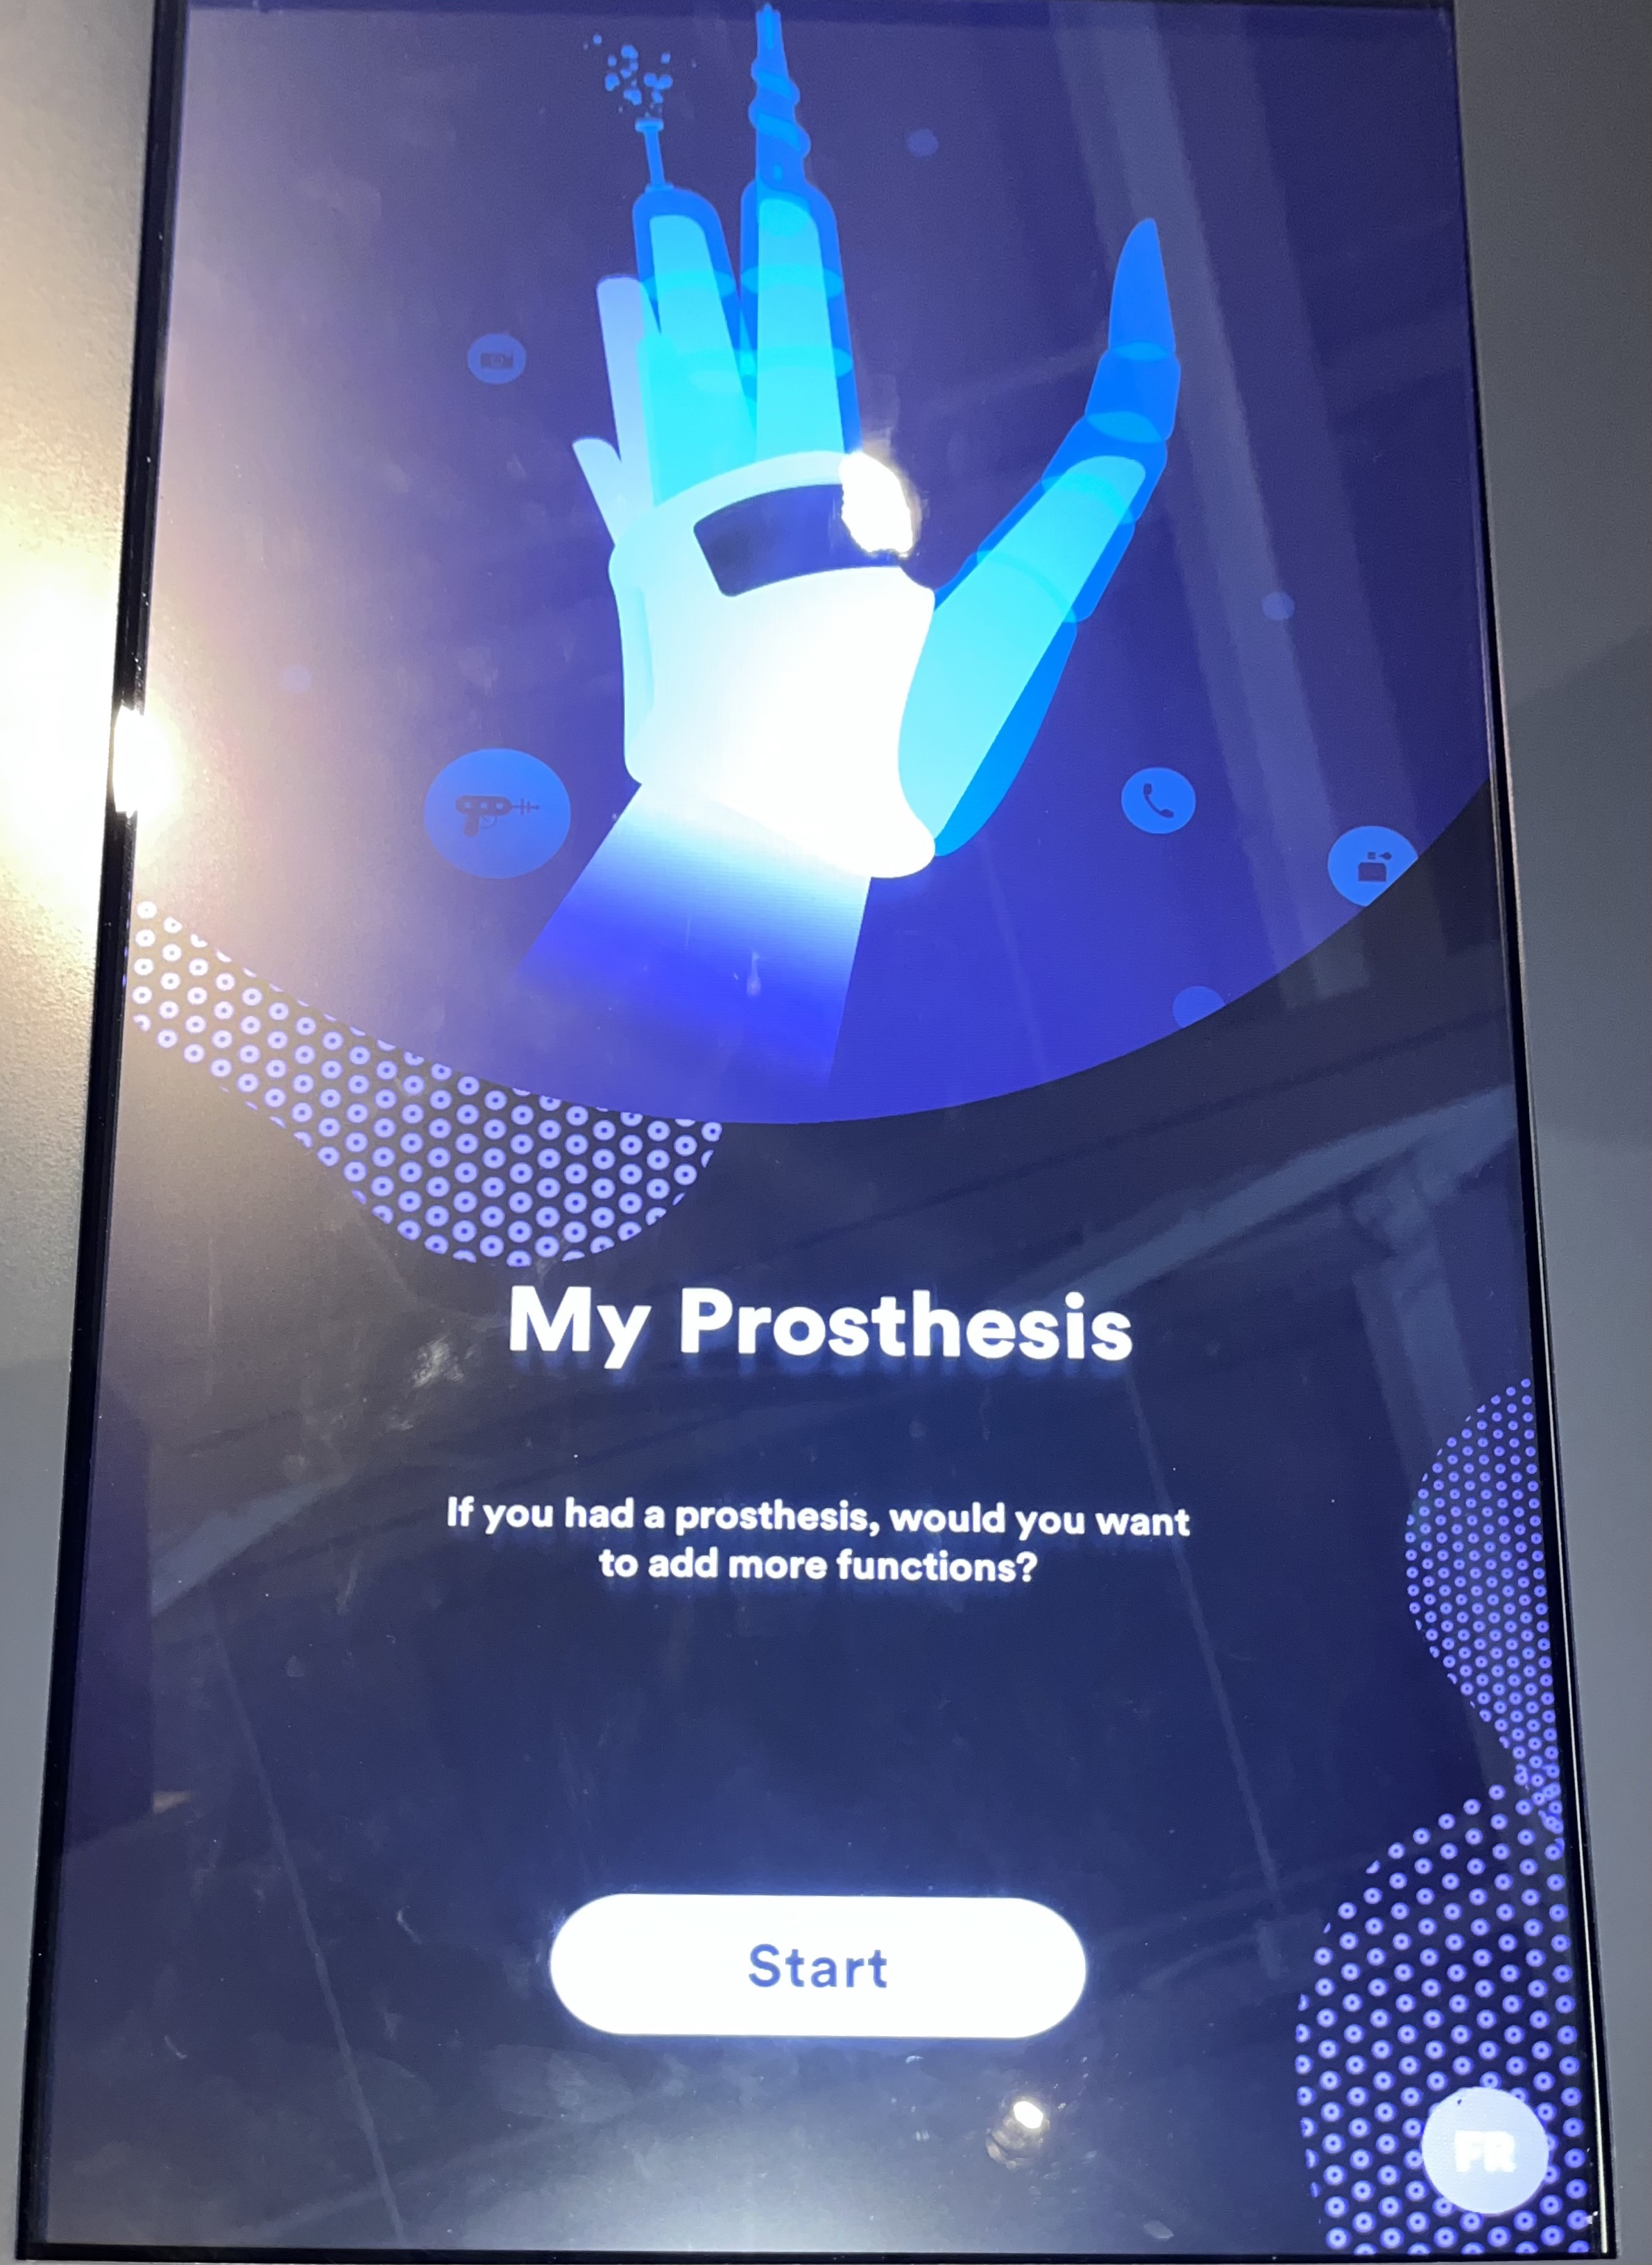 My Prosthesis
If you had a prosthesis, would you want
to add more functions?
Start
FR